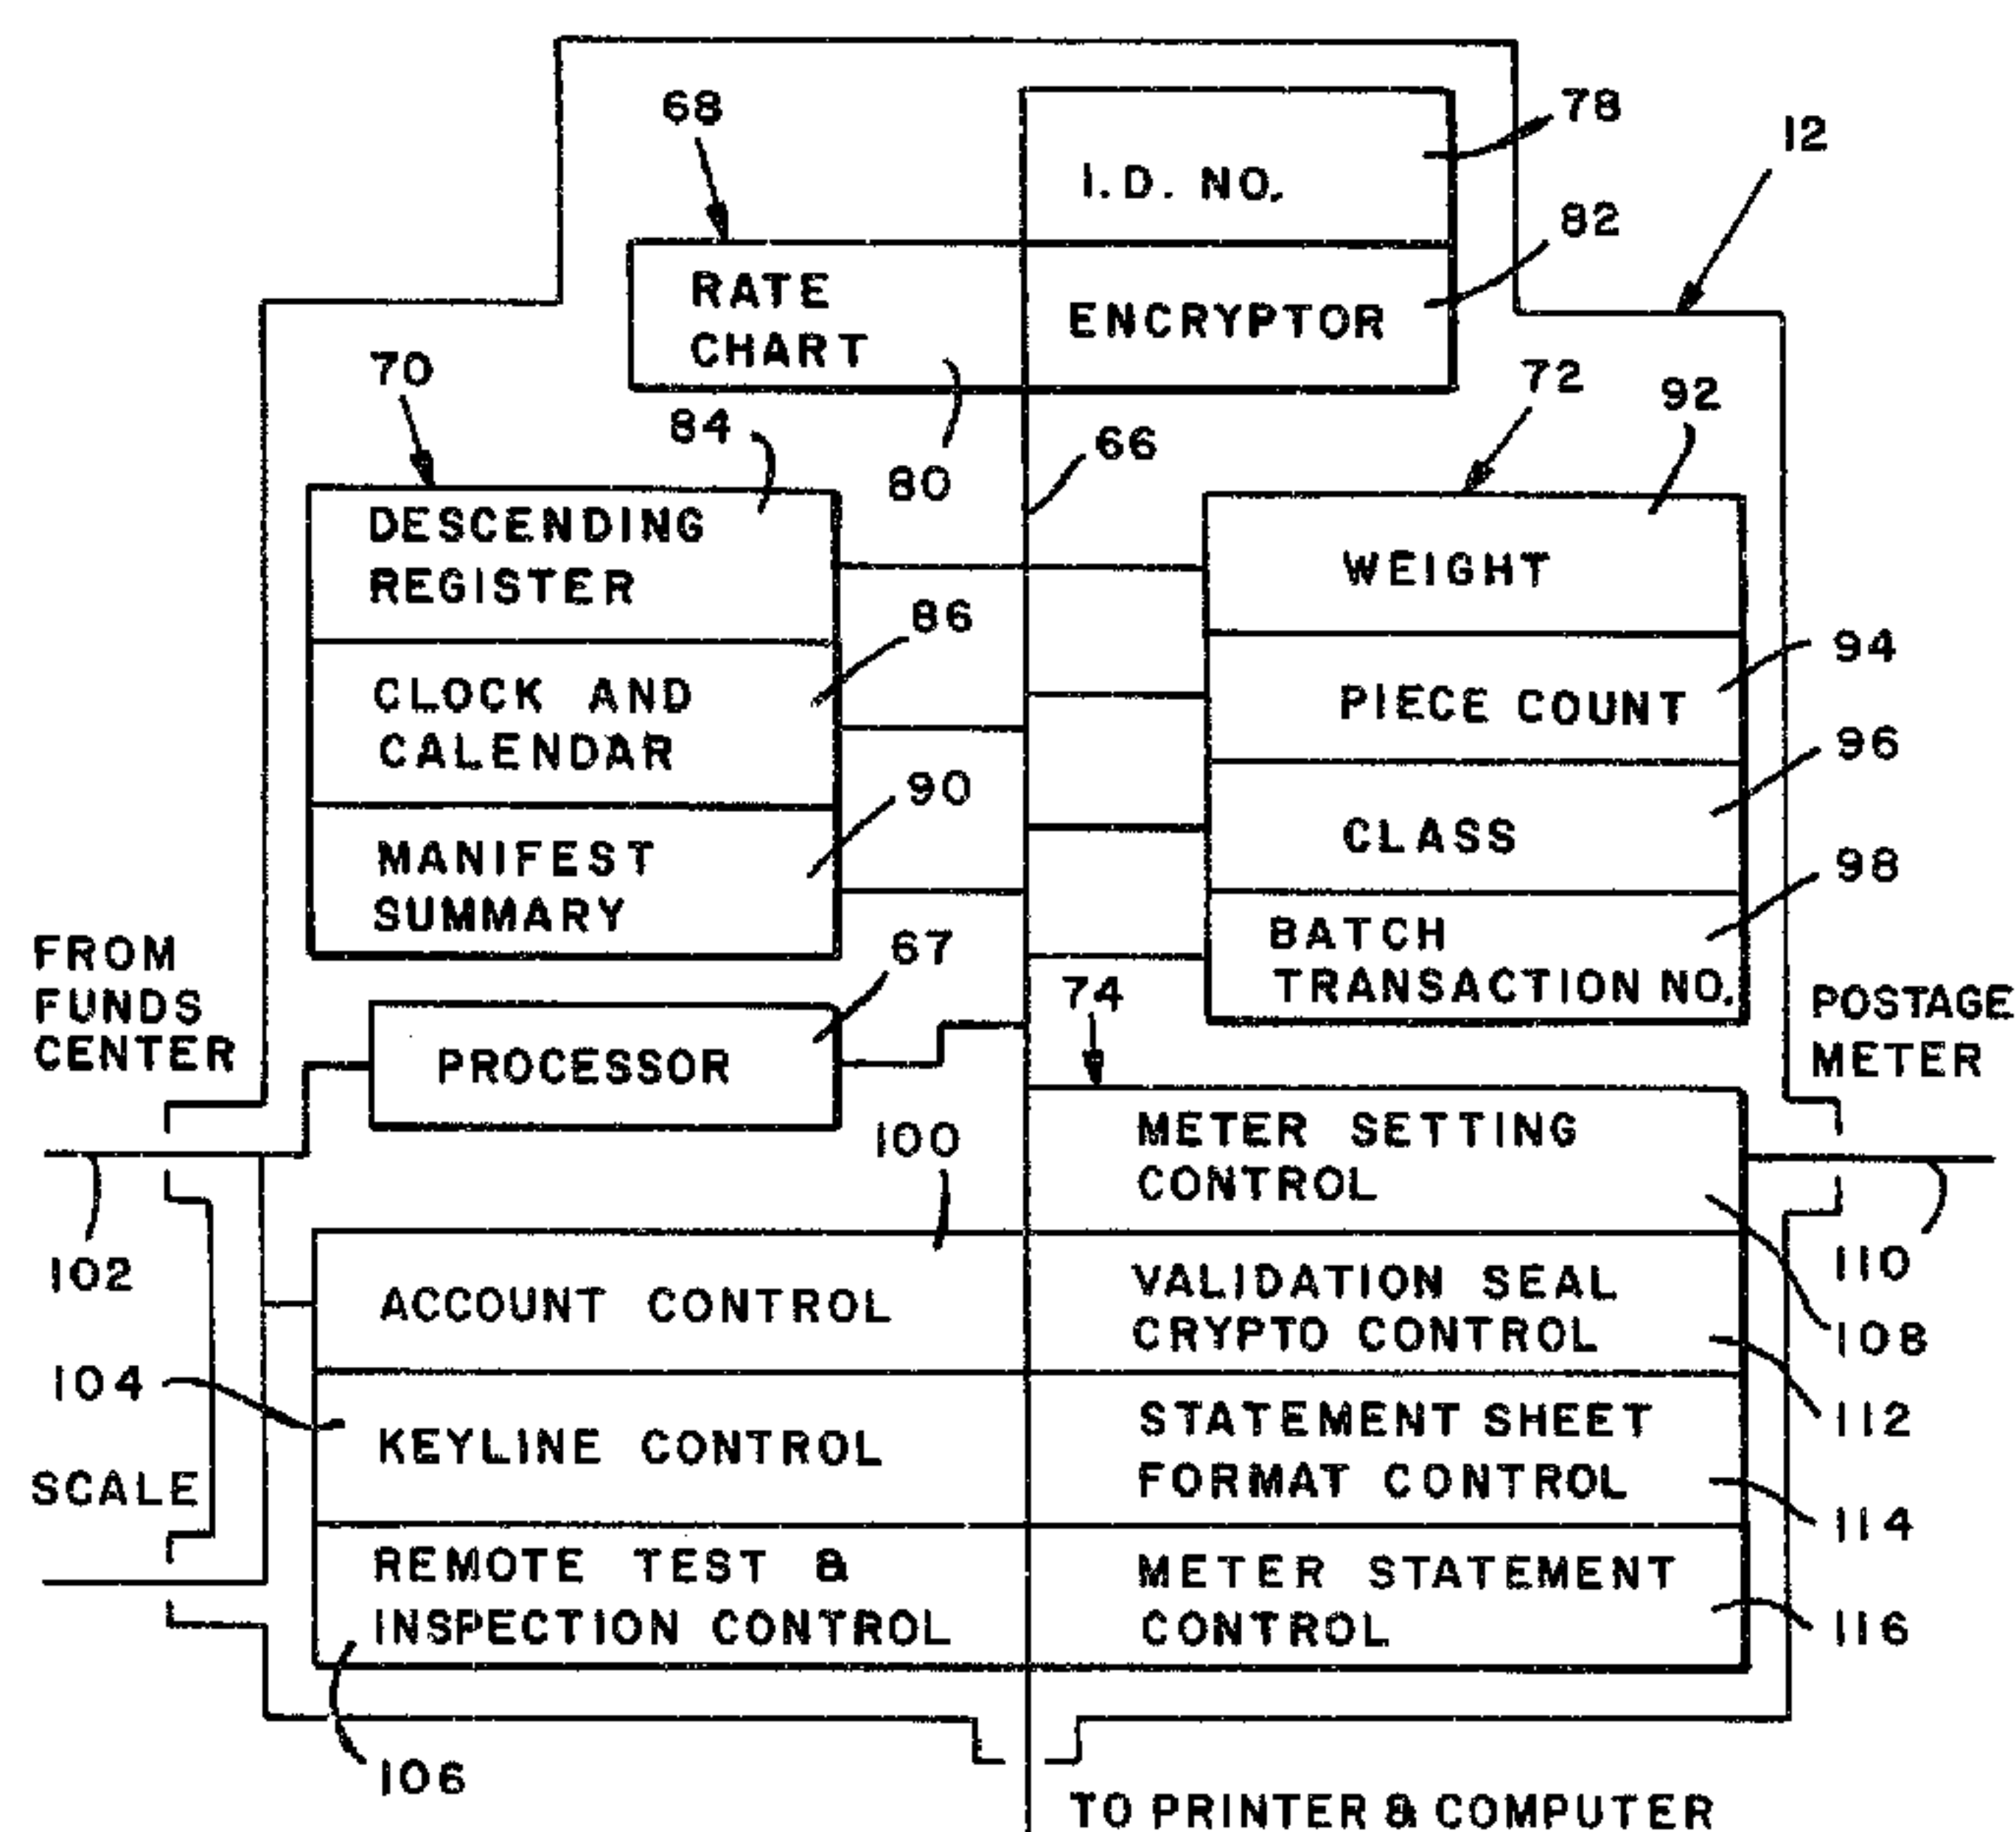 68
78
12
I.D. NO.
82
RATE
CHART
ENCRYPTOR
70
72
92
84
66
80
DESCENDING
REGISTER
WEIGHT
86
94
CLOCK AND
CALENDAR
PIECE COUNT
96
90
MANIFEST
SUMMARY
CLASS
98
FROM
FUNDS
CENTER
67
BATCH
TRANSACTION NO.
74
POSTAGE
METER
PROCESSOR
100
METER SETTING
CONTROL
102
110
ACCOUNT CONTROL
VALIDATION SEAL
CRYPTO CONTROL
108
104
112
KEYLINE CONTROL
STATEMENT SHEET
FORMAT CONTROL
SCALE
114
REMOTE TEST &
INSPECTION CONTROL
METER STATEMENT
CONTROL
116
106
TO PRINTER & COMPUTER